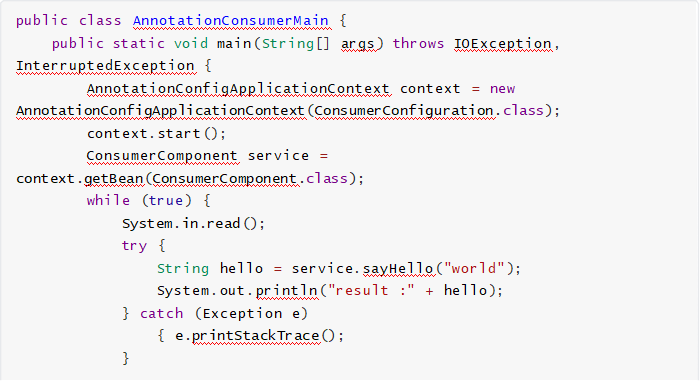 public class AnnotationConsumerMain {
    public static void main(String[] args) throws IOException,
InterruptedException {
        AnnotationConfigApplicationContext context = new
AnnotationConfigApplicationContext(ConsumerConfiguration.class);
        context.start();
        ConsumerComponent service =
context.getBean(ConsumerComponent.class);
        while (true) {
            System.in.read();
            try {
                String hello = service.sayHello("world");
                System.out.println("result :" + hello);
            } catch (Exception e)
                { e.printStackTrace();
            }